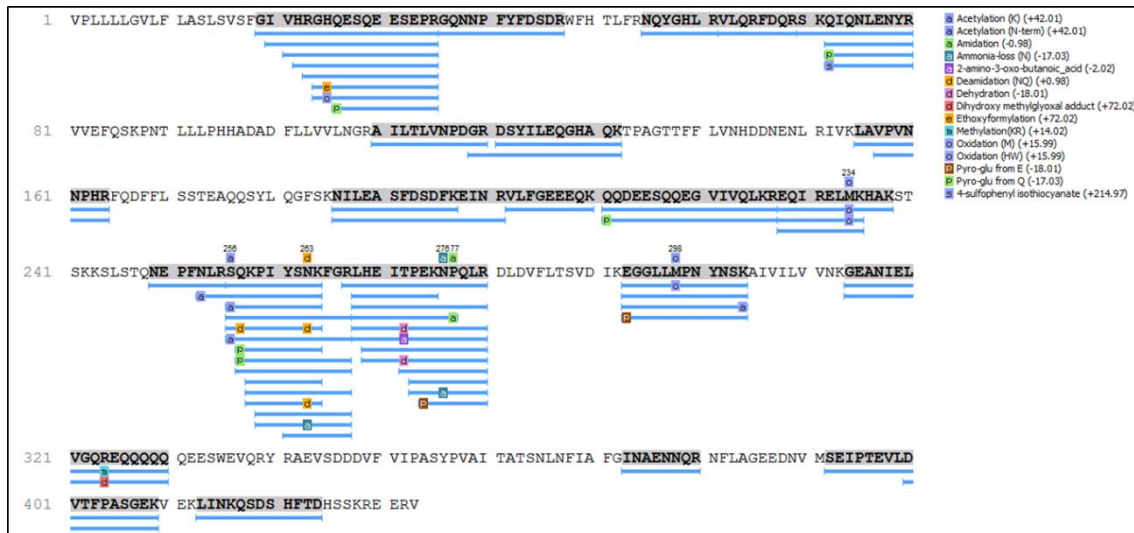 1 VPLLLLGVLF LASLSVSFGI VHRGHQESQE ESEPRGQNNP FYFDSDRWFH TLFRNQYGHL RVLQRFDQRS KQIQNLENYR
p
s
e
o
p
81 VVEFQSKPNT LLLPHHADAD FLLVVLNGRA ILTLVNPDGR DSYILEQGHA QKTPAGTTFF LVNHDDNENL RIVKLAVPVN
234
o
161 NPHRFQDFFL SSTEAQQSYL QGFSKNILEA SFDSDFKEIN RVLFGEEEQK QQDEESQQEG VIVQLKREQI RELMKHAKST
o
p o
256 263 27677 298
a d a a o
241 SKKSLSTQNE PFNLRSQKPI YSNKFGRLHE ITPEKNPQLR DLDVFLTSVD IKEGGLLMPN YNSKAIVILV VNKGEANIEL
o
a
a a
a p
d d d
a a
p
p d
a
d p
a
321 VGQREQQQQQ QEESWEVQRY RAEVSDDDVF VIPASYPVAI TATSNLNFIA FGINAENNQR NFLAGEEDNV MSEIPTEVLD
d
401 VTFPASGEKV EKLINKQSDS HFTDHSSKRE ERV
a Acetylation (K) (+42.01)
a Acetylation (N-term) (+42.01)
a Amidation (-0.98)
a Ammonia-loss (N) (-17.03)
a 2-amino-3-oxo-butanoic_acid (-2.02)
d Deamidation (NQ) (+0.98)
d Dehydration (-18.01)
d Dihydroxy methylglyoxal adduct (+72.02)
e Ethoxyformylation (+72.02)
m Methylation(KR) (+14.02)
o Oxidation (M) (+15.99)
o Oxidation (HW) (+15.99)
p Pyro-glu from E (-18.01)
p Pyro-glu from Q (-17.03)
s 4-sulfophenyl isothiocyanate (+214.97)